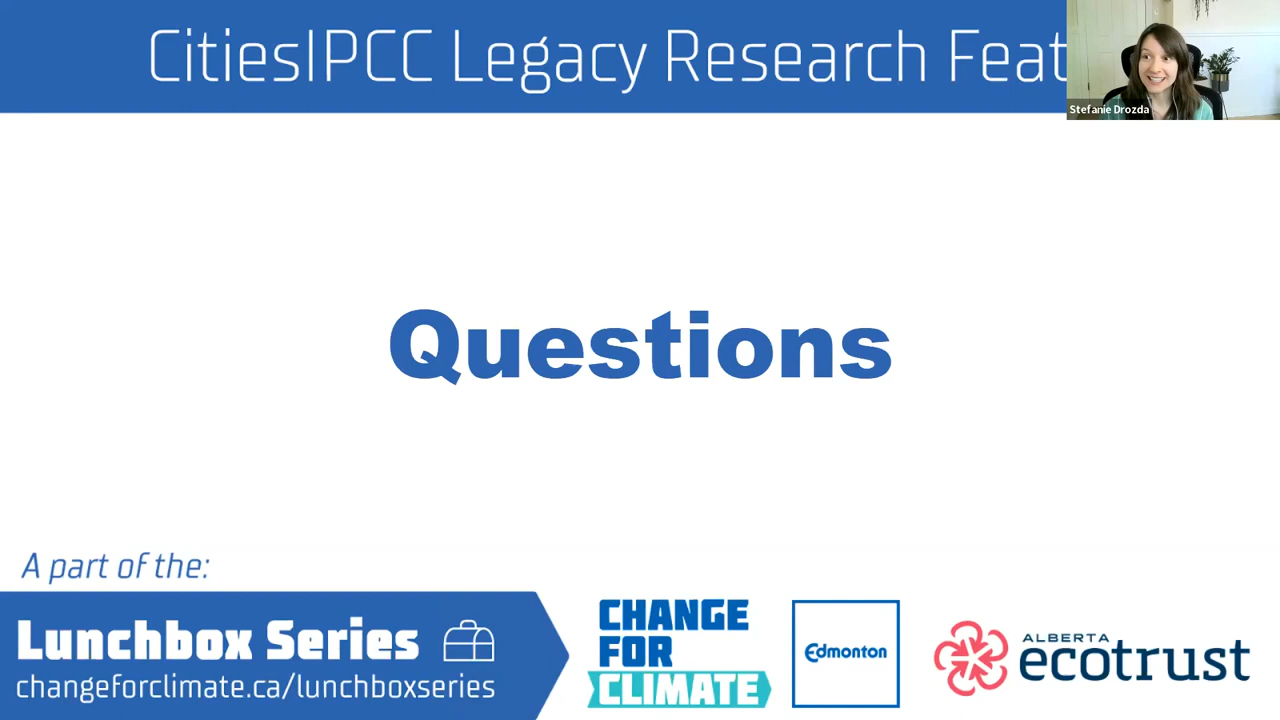 CitiesIPCC Legacy Research Feat
Stefanie Drozda
Questions
A part of the:
Lunchbox Series
changeforclimate.ca/lunchboxseries
CHANGE
FOR
CLIMATE
Edmonton
ALBERTA
ecotrust